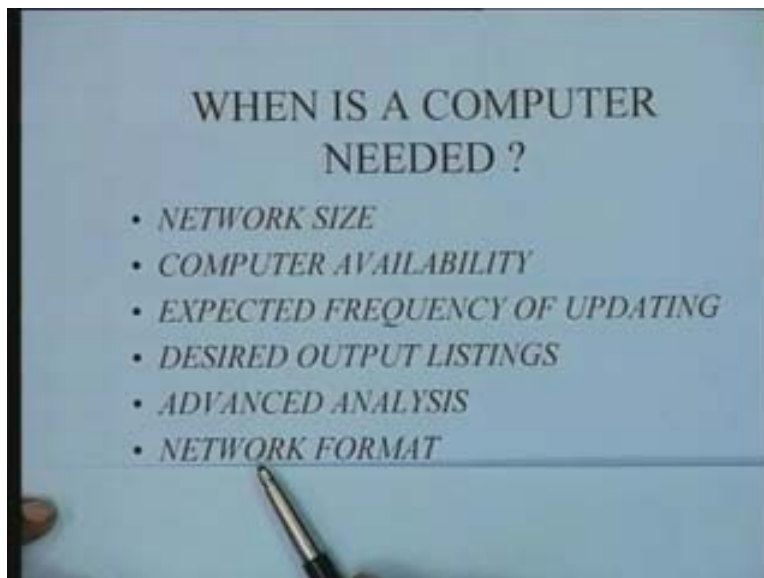 WHEN IS A COMPUTER
NEEDED ?
• NETWORK SIZE
• COMPUTER AVAILABILITY
• EXPECTED FREQUENCY OF UPDATING
• DESIRED OUTPUT LISTINGS
• ADVANCED ANALYSIS
• NETWORK FORMAT